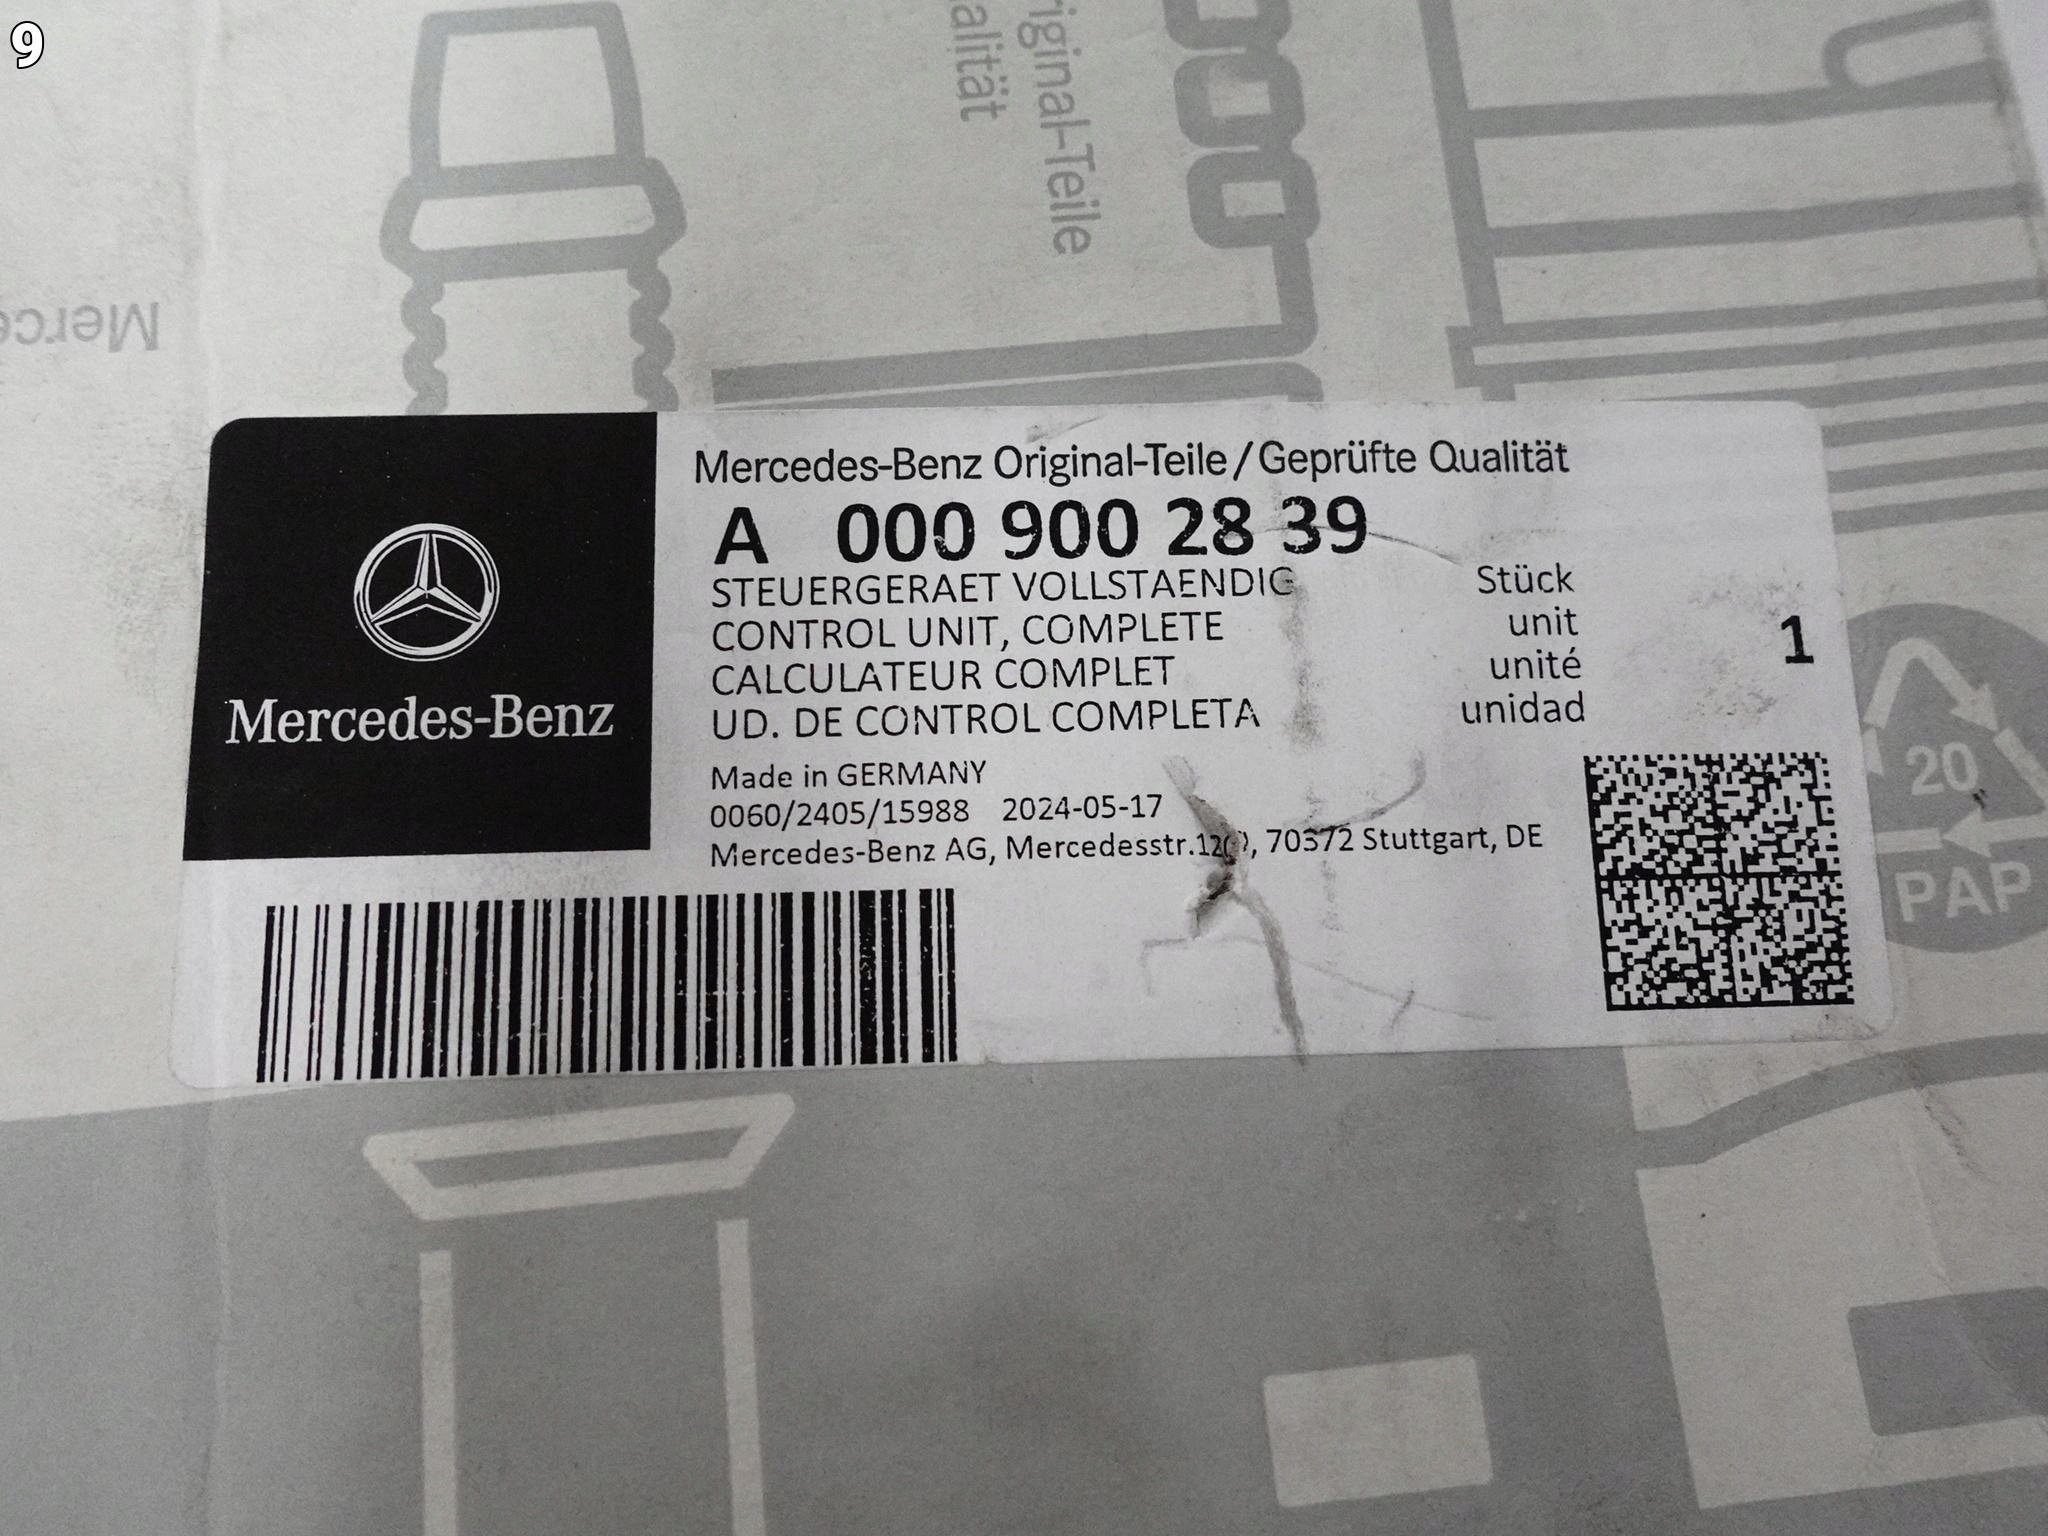 9
iginal-Teile
alität
Merce
Mercedes-Benz Original-Teile/Geprüfte Qualität
A 000 900 28 39
STEUERGERAET VOLLSTAENDIG Stück
CONTROL UNIT, COMPLETE unit 1
CALCULATEUR COMPLET unité
UD. DE CONTROL COMPLETA unidad
Mercedes-Benz
Made in GERMANY
0060/2405/15988 2024-05-17
Mercedes-Benz AG, Mercedesstr. 70372 Stuttgart, DE
20
PAP